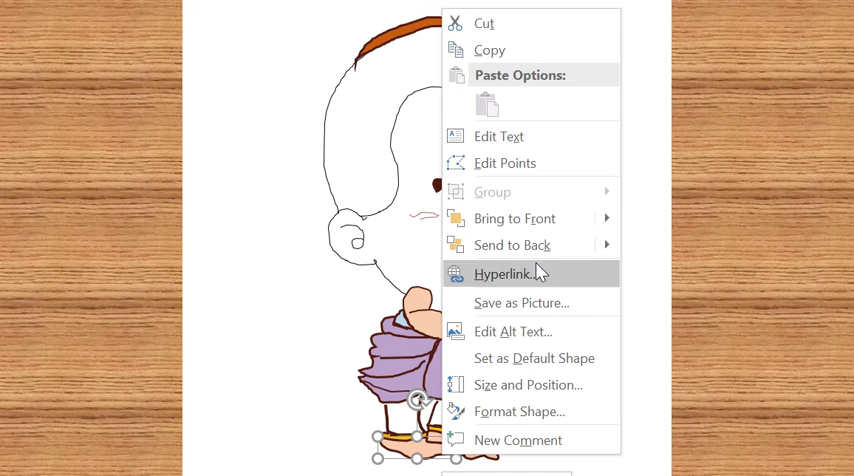 Cut
Copy
Paste Options:
Edit Text
Edit Points
Group
Bring to Front
Send to Back
Hyperlink...
Save as Picture...
Edit Alt Text...
Set as Default Shape
Size and Position...
Format Shape...
New Comment